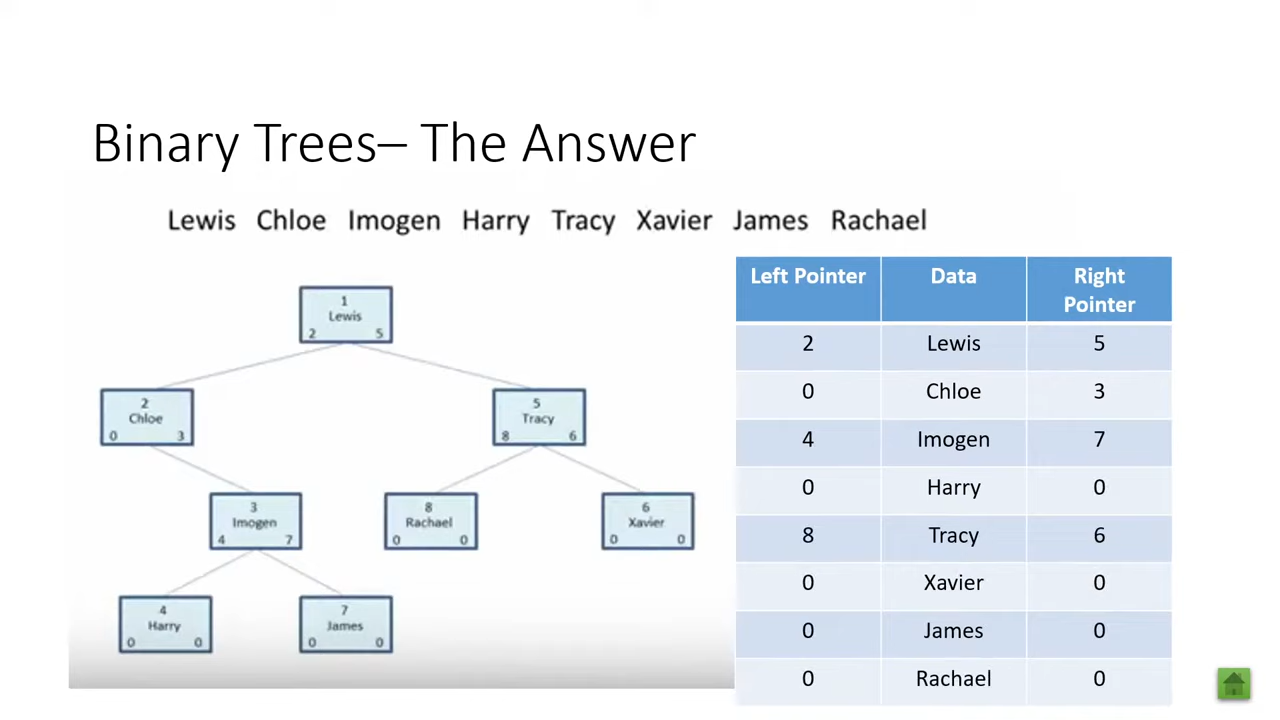 Binary Trees– The Answer
Lewis Chloe Imogen Harry Tracy Xavier James Rachael
1
Lewis
2 5
2
Chloe
0 3
5
Tracy
8 6
3
Imogen
4 7
8
Rachael
0 0
6
Xavier
0 0
4
Harry
0 0
7
James
0 0
Left Pointer Data Right Pointer
2 Lewis 5
0 Chloe 3
4 Imogen 7
0 Harry 0
8 Tracy 6
0 Xavier 0
0 James 0
0 Rachael 0